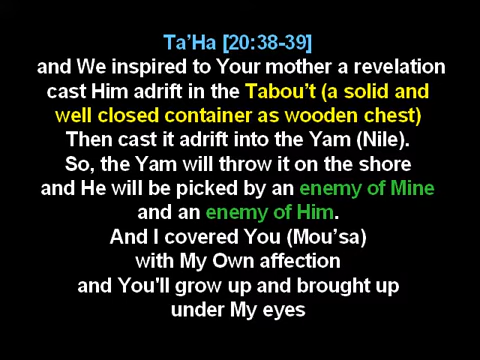 Ta’Ha [20:38-39]
and We inspired to Your mother a revelation
cast Him adrift in the Tabou’t (a solid and
well closed container as wooden chest)
Then cast it adrift into the Yam (Nile).
So, the Yam will throw it on the shore
and He will be picked by an enemy of Mine
and an enemy of Him.
And I covered You (Mou’sa)
with My Own affection
and You'll grow up and brought up
under My eyes